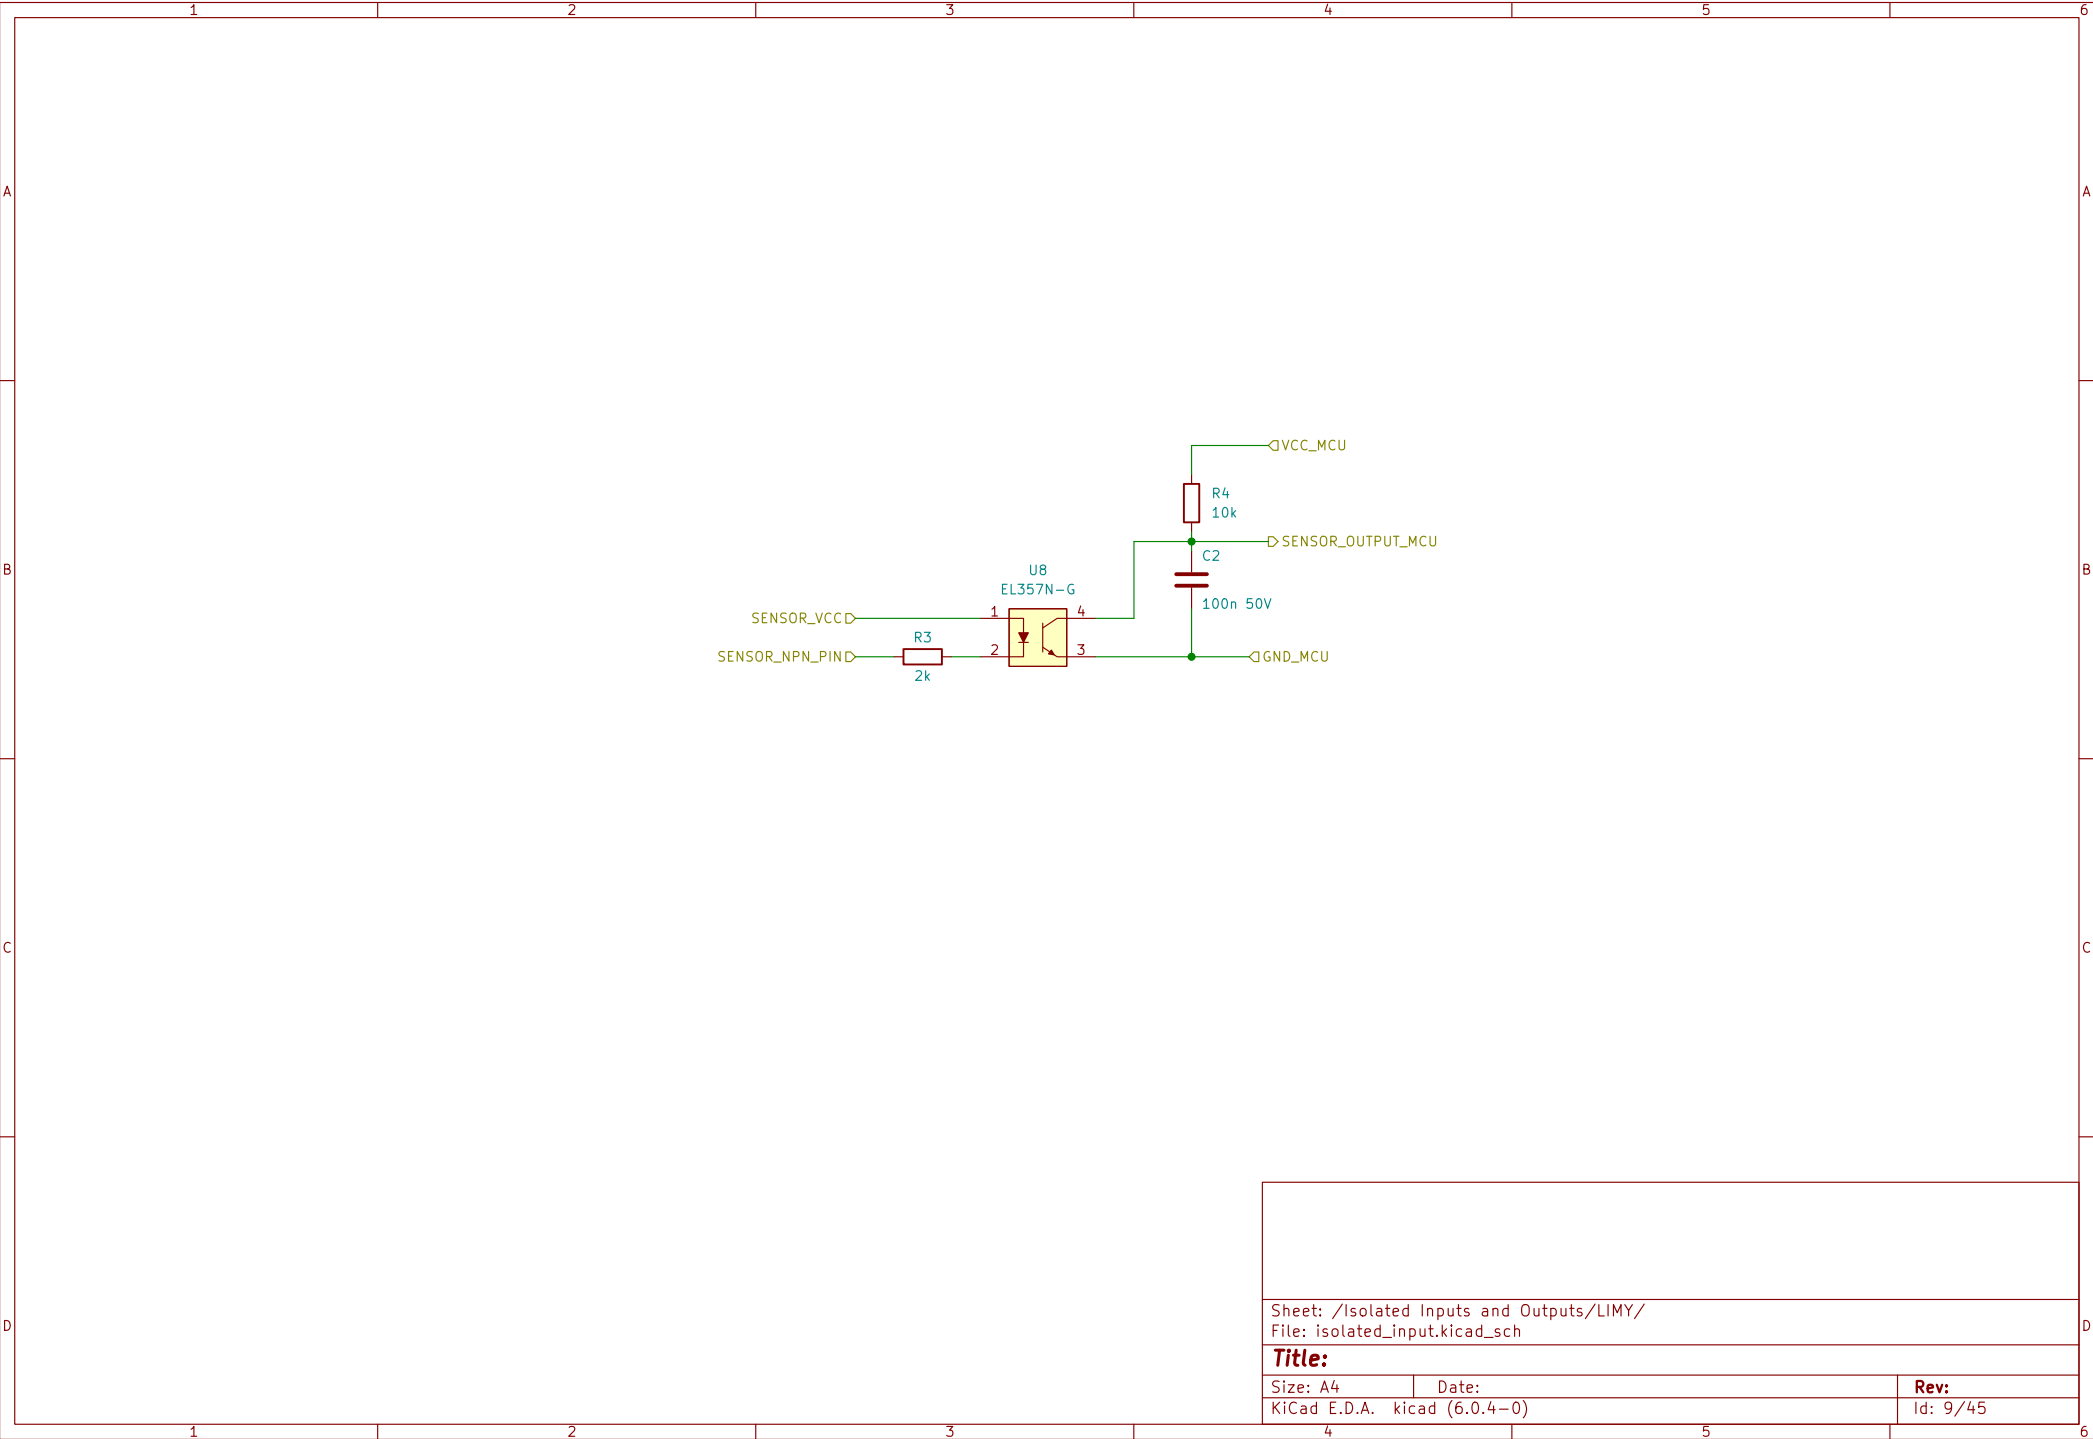 1 2 3 4 5 6
A A
VCC_MCU
R4
10k
SENSOR_OUTPUT_MCU
C2
B B
U8
EL357N-G
100n 50V
1 4
SENSOR_VCC
R3
2 3
SENSOR_NPN_PIN
GND_MCU
2k
C C
Sheet: /Isolated Inputs and Outputs/LIMY/
D D
File: isolated_input.kicad_sch
Title:
Size: A4 Date: Rev:
KiCad E.D.A. kicad (6.0.4-0) Id: 9/45
1 2 3 4 5 6